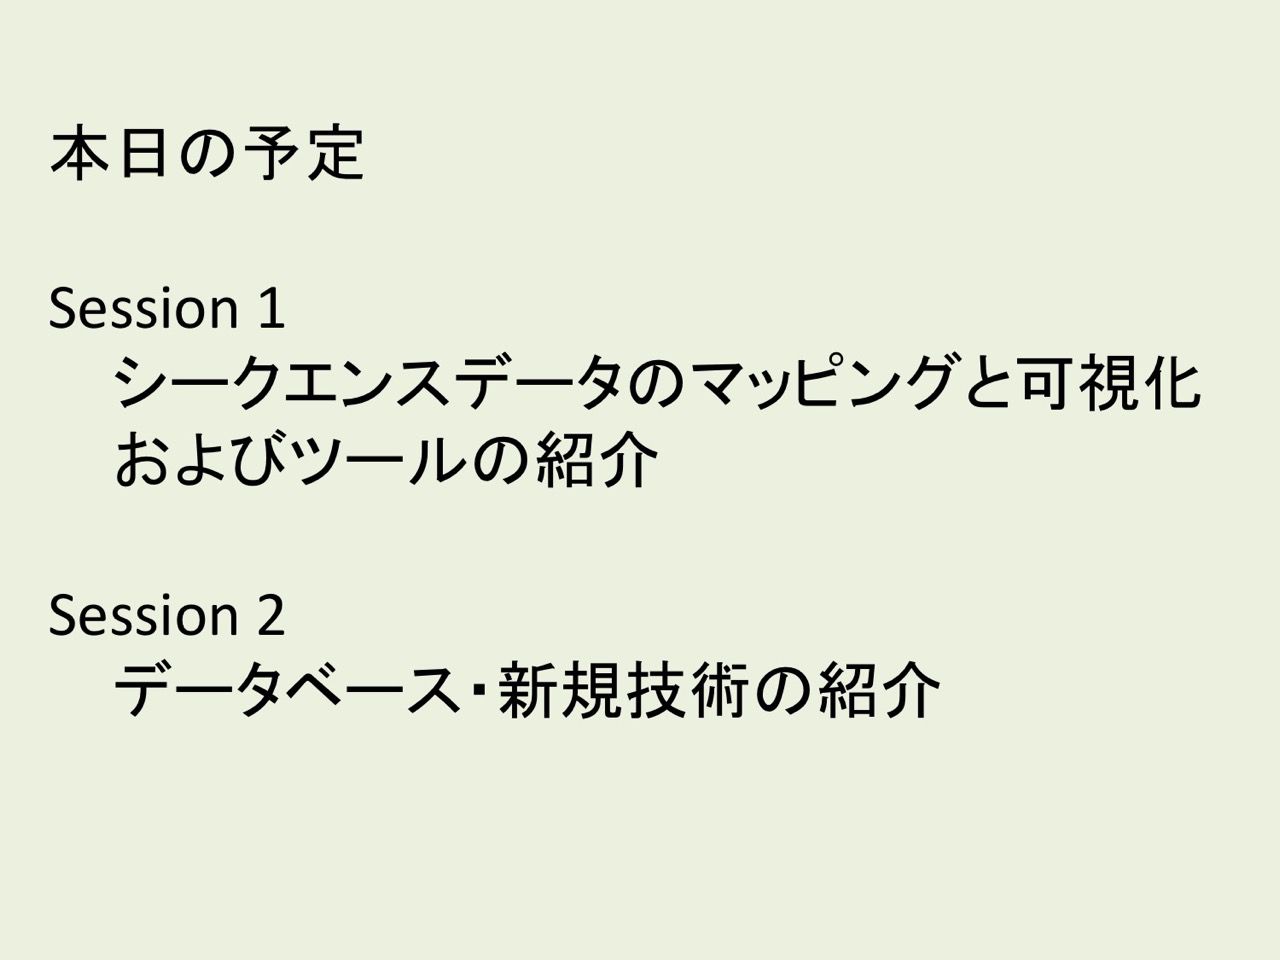 本日の予定
Session 1
シークエンスデータのマッピングと可視化
およびツールの紹介
Session 2
データベース・新規技術の紹介